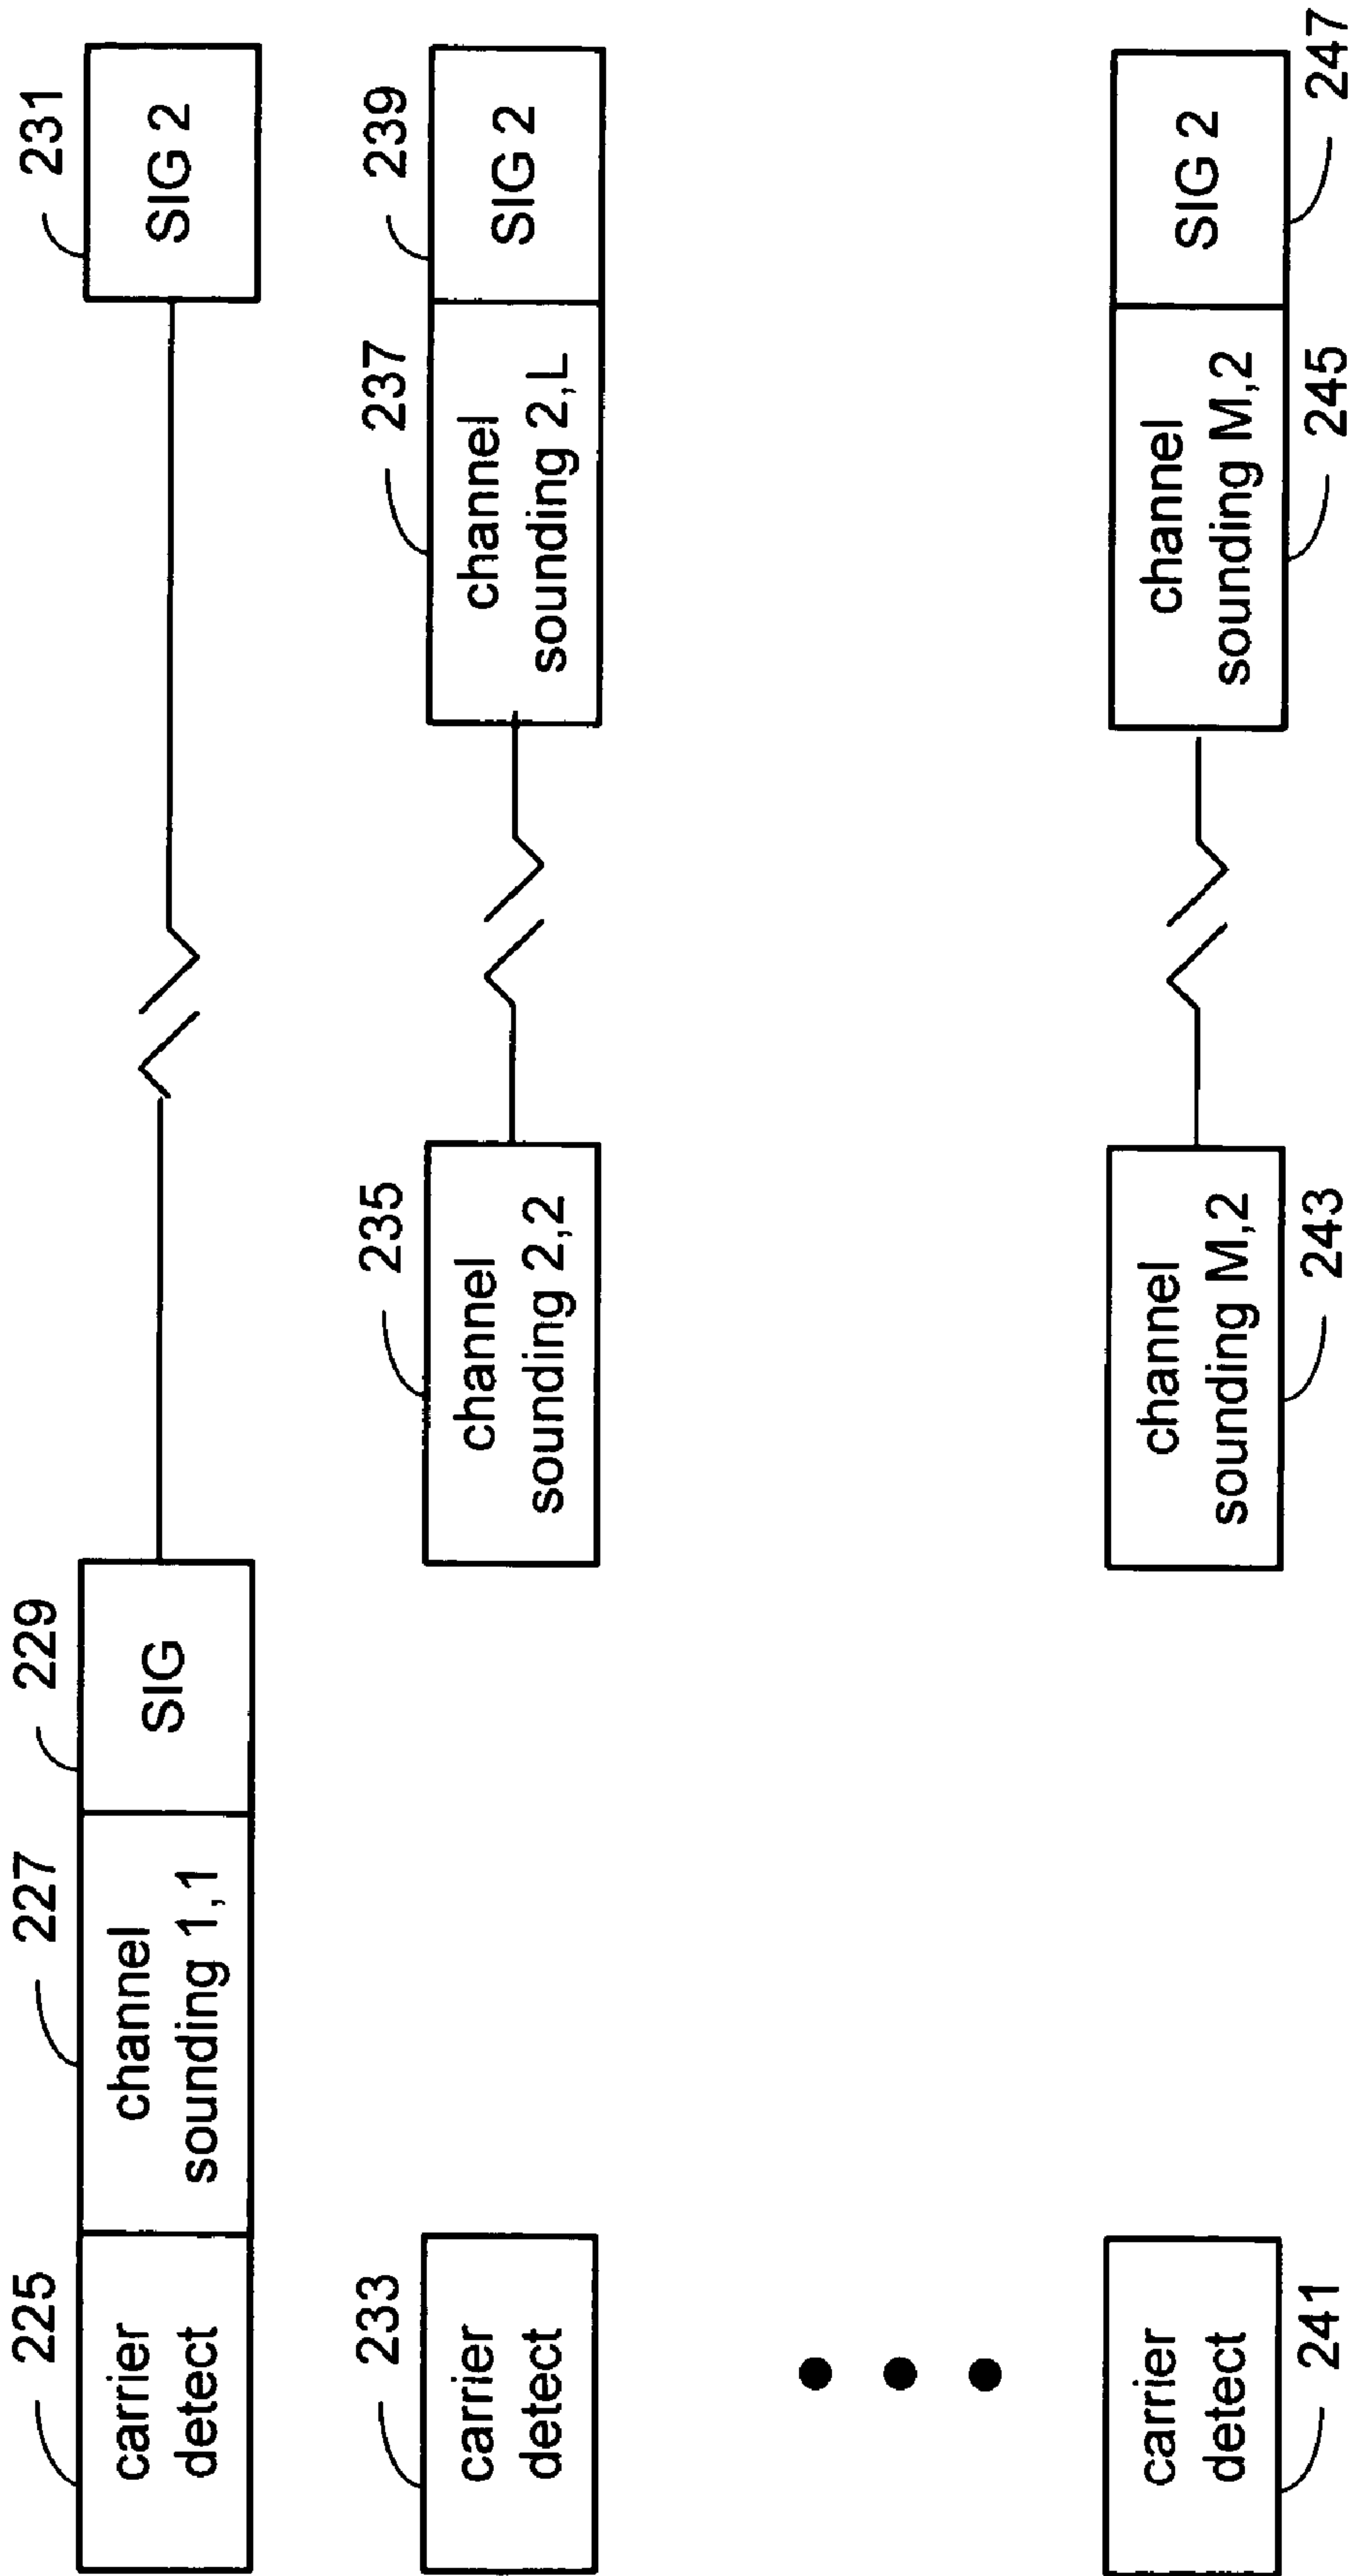 225
227
229
231
carrier
detect
channel
sounding 1,1
SIG
SIG 2
233
235
237
239
carrier
detect
channel
sounding 2,2
channel
sounding 2,L
SIG 2
carrier
detect
channel
sounding M,2
channel
sounding M,2
SIG 2
241
243
245
247